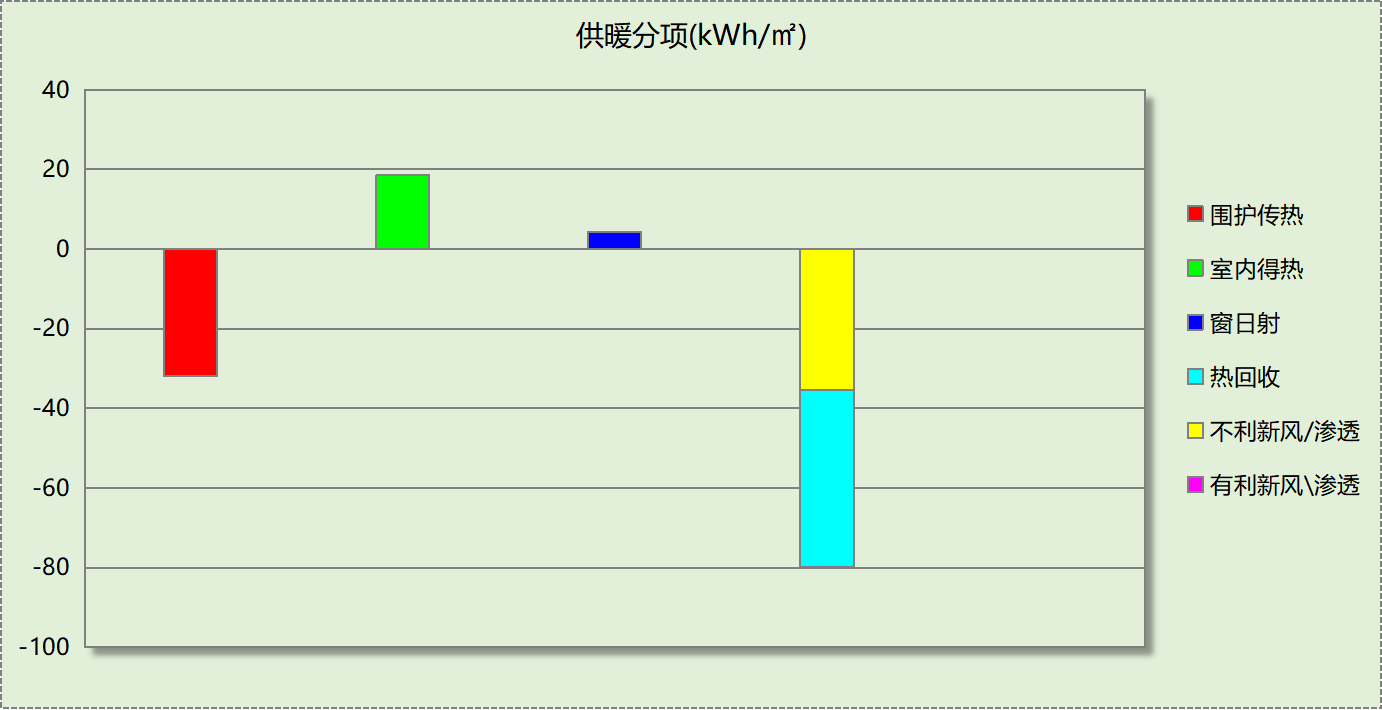 供暖分项(kWh/㎡)
40
20
0
-20
-40
-60
-80
-100
围护传热
室内得热
窗日射
热回收
不利新风/渗透
有利新风\渗透